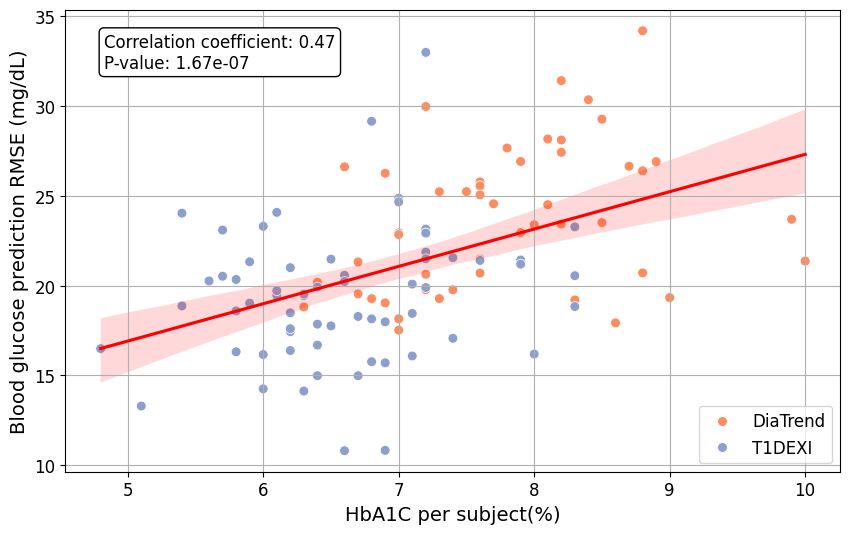 Blood glucose prediction RMSE (mg/dL)
35
30
25
20
15
10
Correlation coefficient: 0.47
P-value: 1.67e-07
DiaTrend
T1DEXI
5
6
7
8
9
10
HbA1C per subject(%)